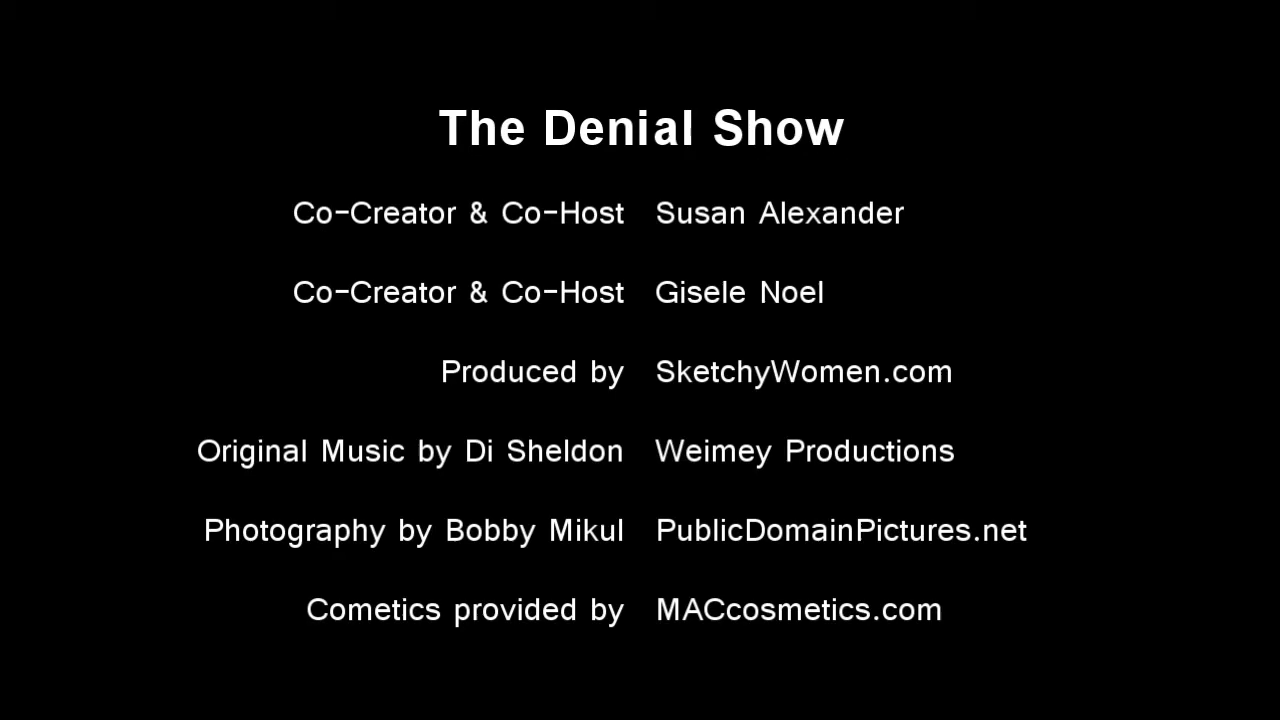 The Denial Show
Co-Creator & Co-Host Susan Alexander
Co-Creator & Co-Host Gisele Noel
Produced by SketchyWomen.com
Original Music by Di Sheldon Weimey Productions
Photography by Bobby Mikul PublicDomainPictures.net
Cometics provided by MACcosmetics.com